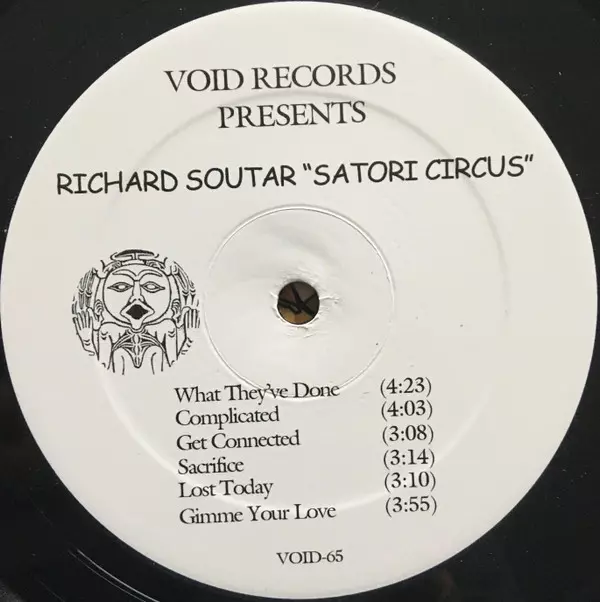 VOID RECORDS
PRESENTS
RICHARD SOUTAR "SATORI CIRCUS"
What They've Done (4:23)
Complicated (4:03)
Get Connected (3:08)
Sacrifice (3:14)
Lost Today (3:10)
Gimme Your Love (3:55)
VOID-65